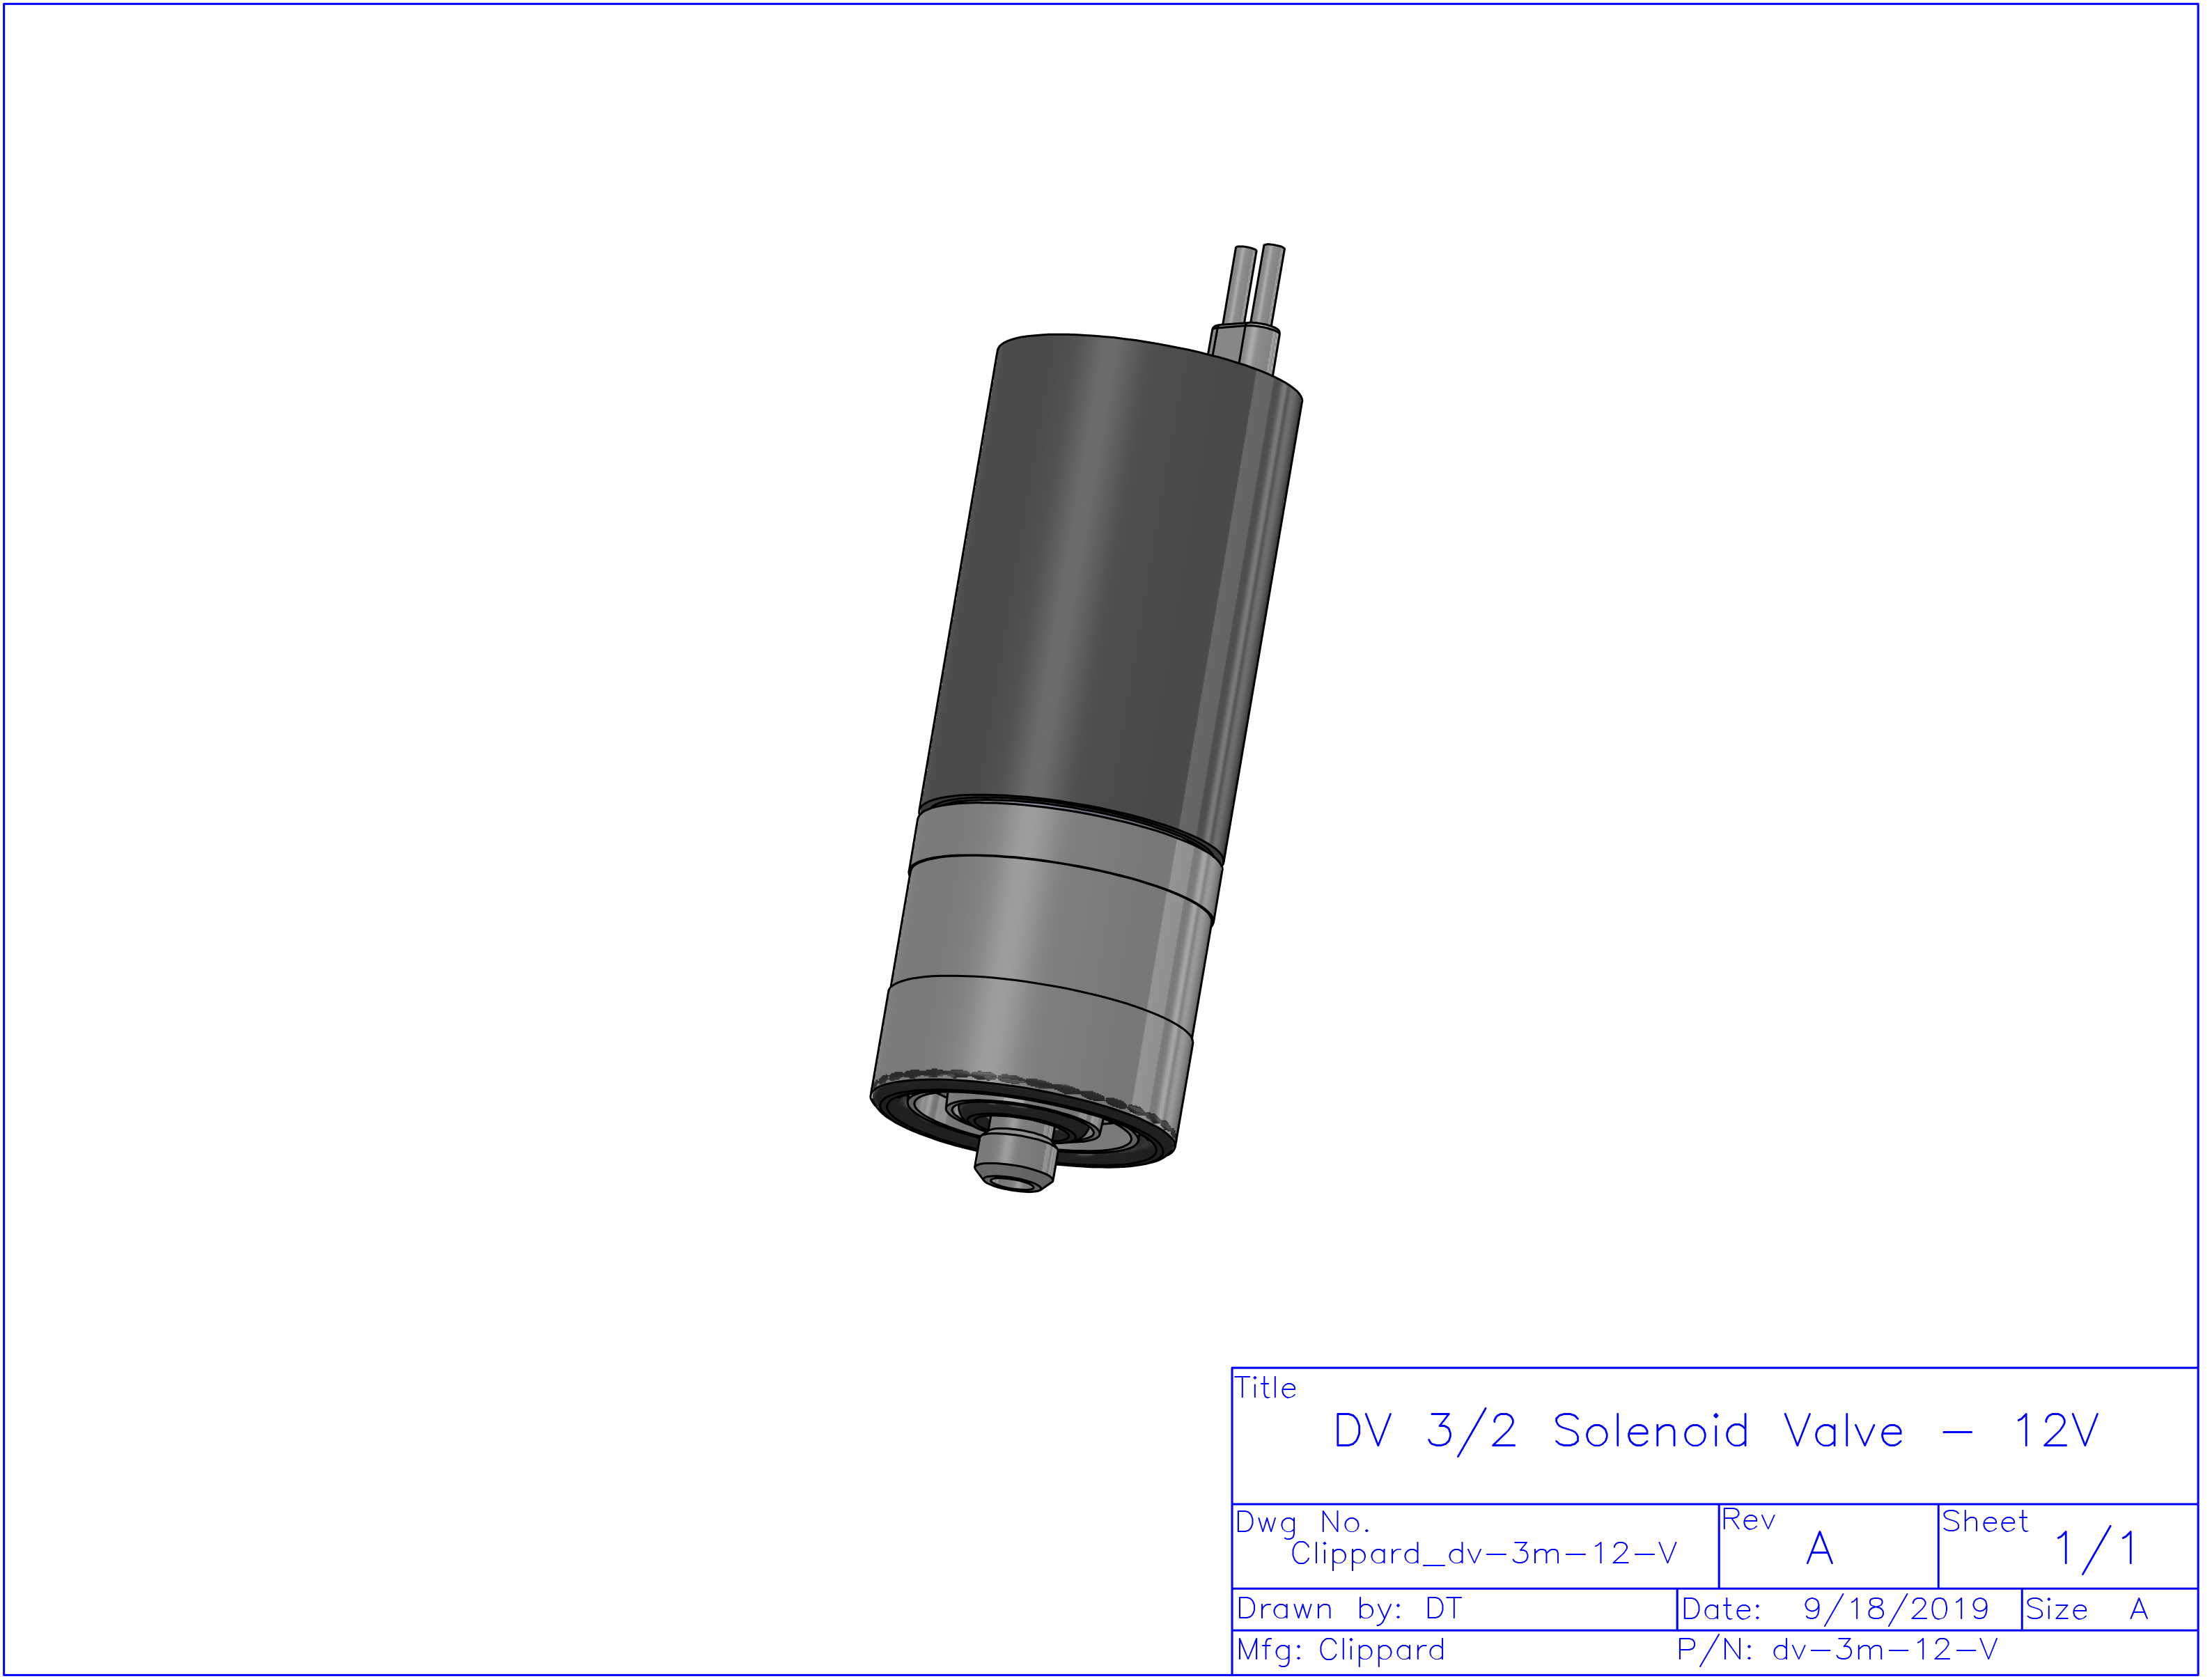 Title
DV 3/2 Solenoid Valve - 12V
Dwg No.
Clippard_dv-3m-12-V
Rev
A
Sheet
1/1
Drawn by: DT
Date: 9/18/2019
Size A
Mfg: Clippard
P/N: dv-3m-12-V